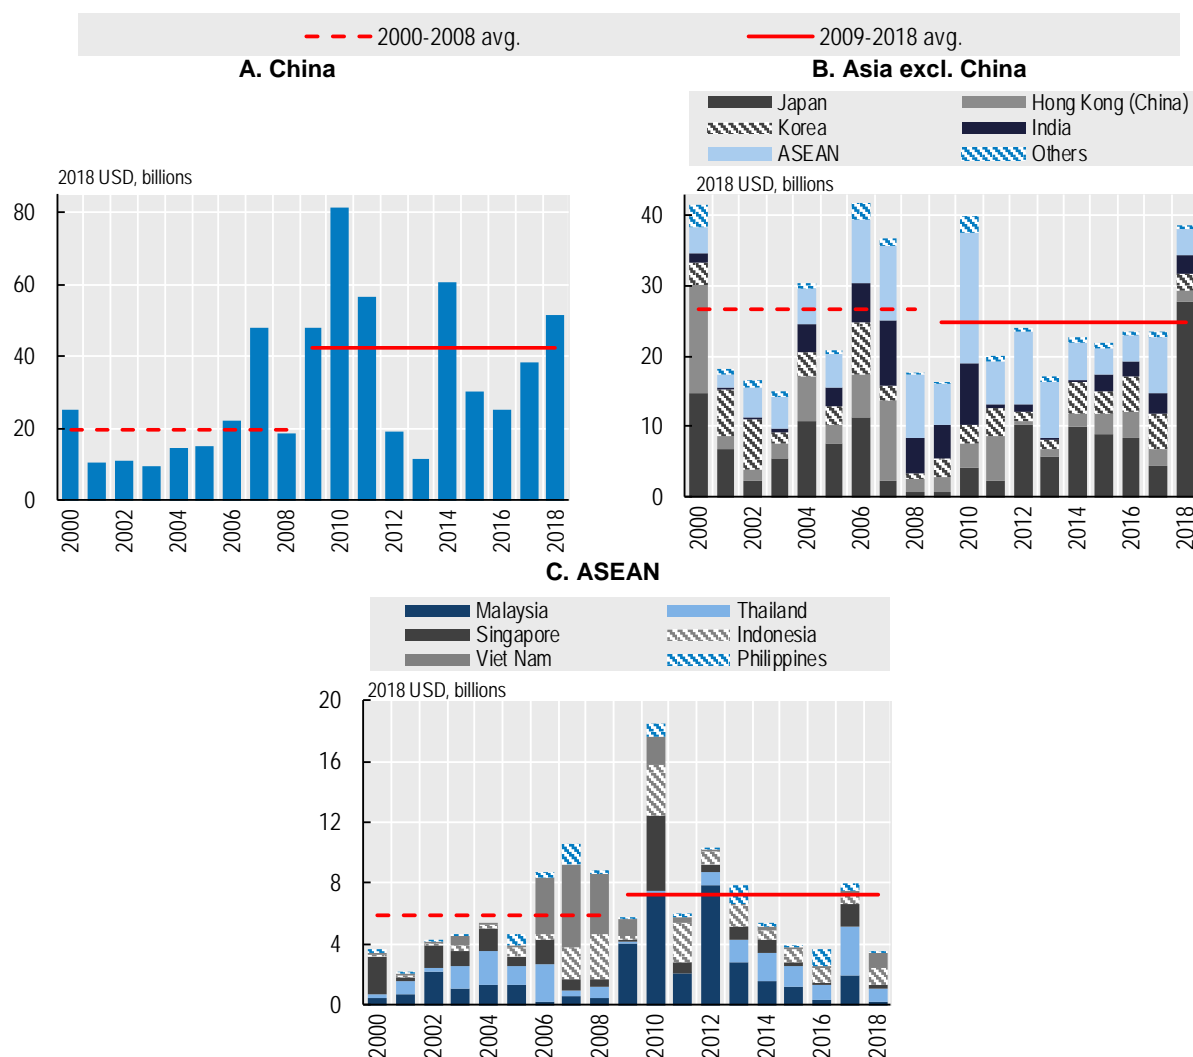 2000-2008 avg. 2009-2018 avg.
A. China
2018 USD, billions
80
60
40
20
0
2000 2002 2004 2006 2008 2010 2012 2014 2016 2018
B. Asia excl. China
Japan Hong Kong (China)
Korea India
ASEAN Others
2018 USD, billions
40
30
20
10
0
2000 2002 2004 2006 2008 2010 2012 2014 2016 2018
C. ASEAN
Malaysia Thailand
Singapore Indonesia
Viet Nam Philippines
2018 USD, billions
20
16
12
8
4
0
2000 2002 2004 2006 2008 2010 2012 2014 2016 2018